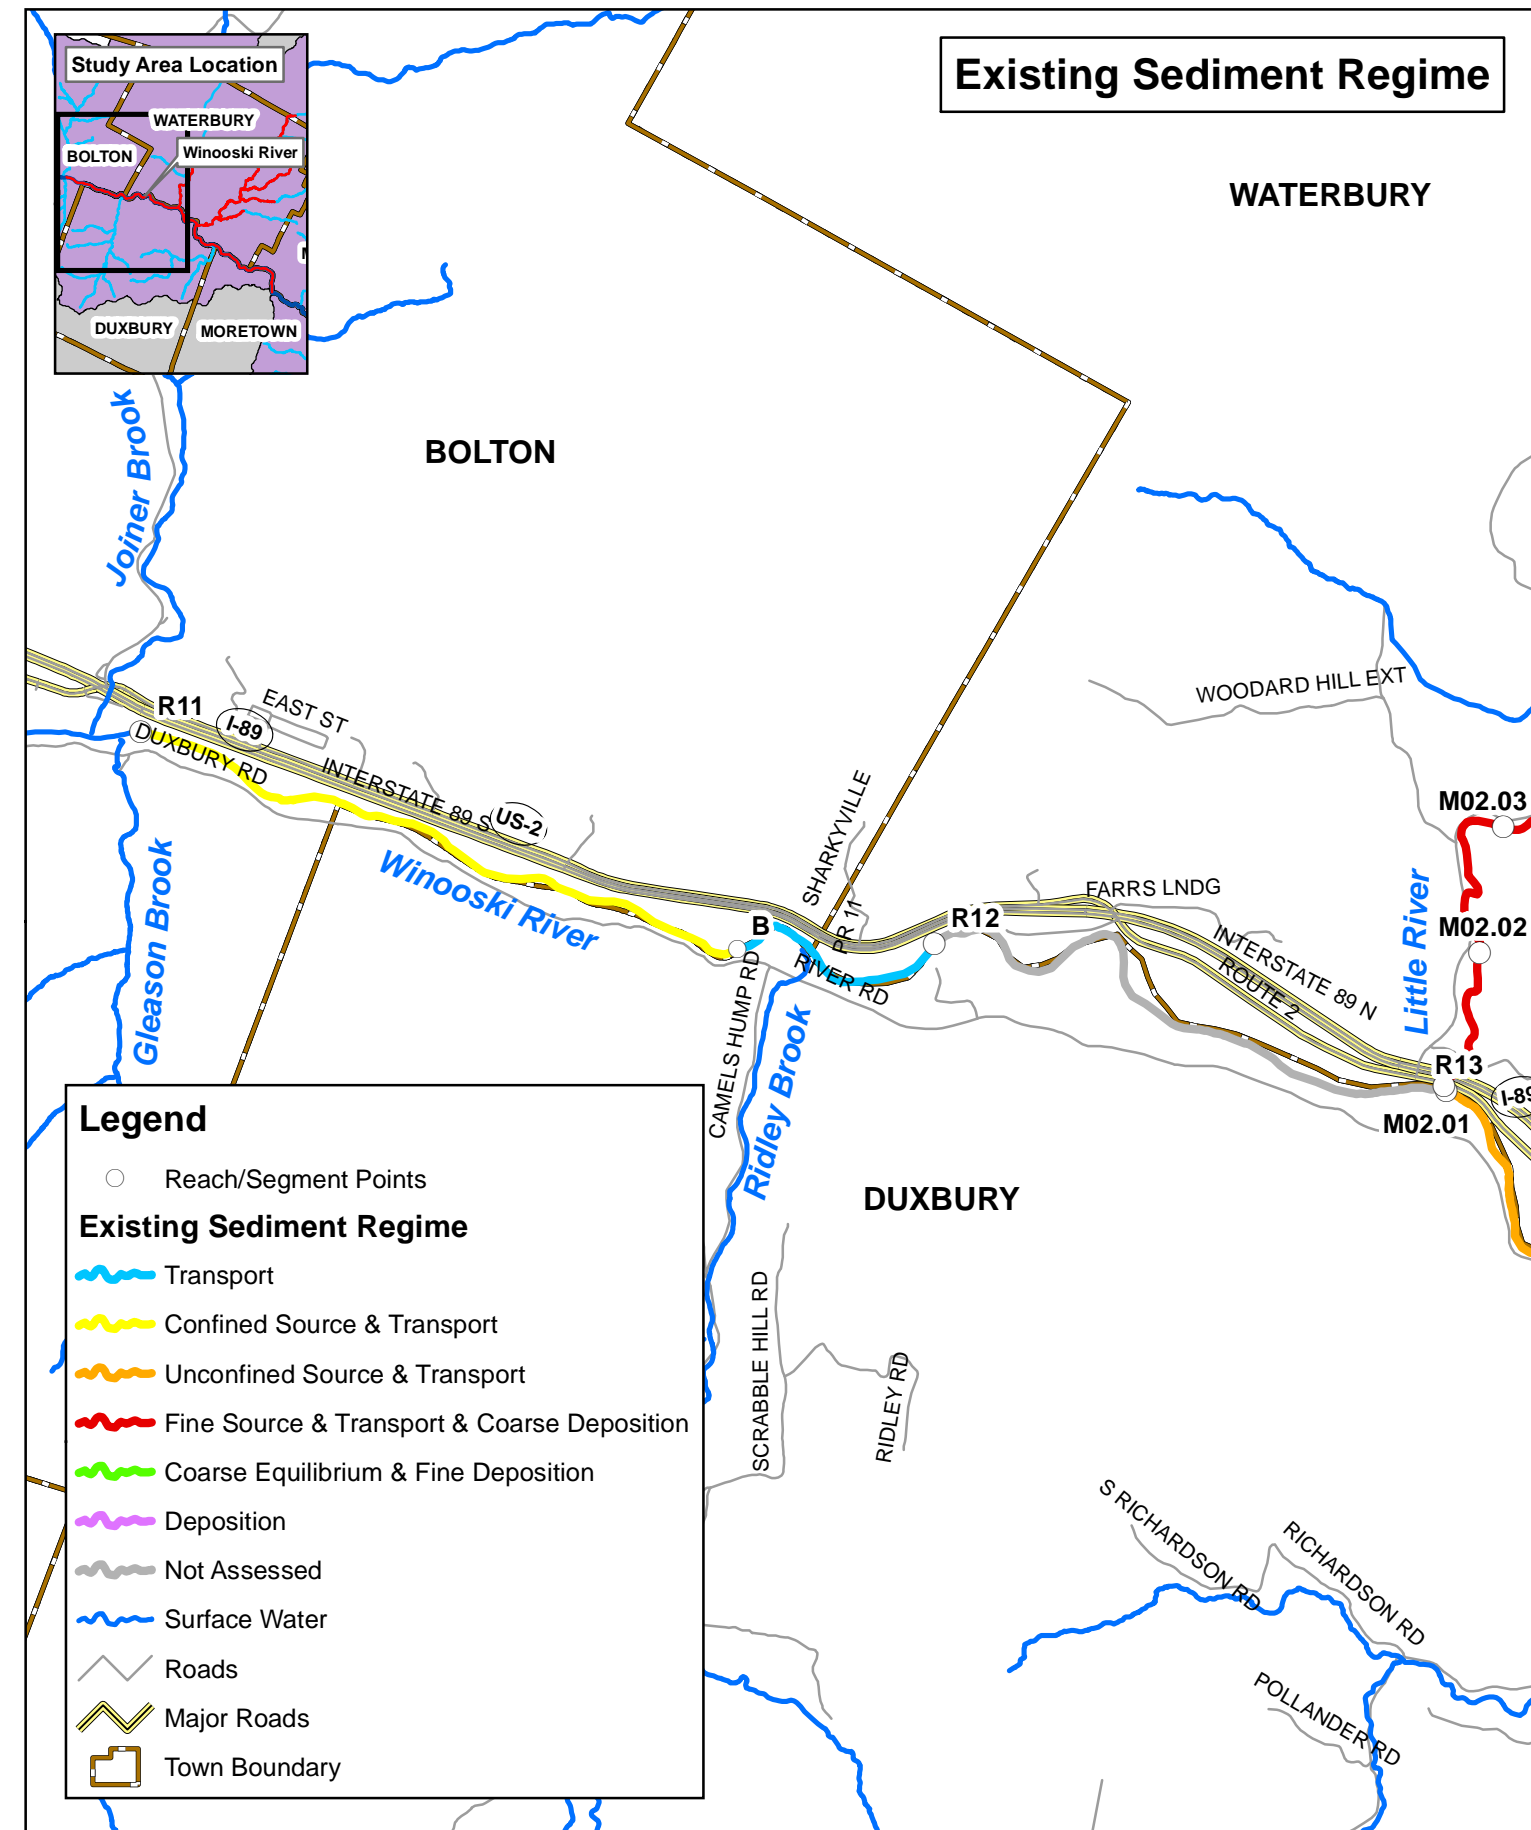 Existing Sediment Regime
Study Area Location
WATERBURY
BOLTON
Winooski River
DUXBURY
MORETOWN
WATERBURY
BOLTON
Joiner Brook
WOODARD HILL EXT
R11
I-89
EAST ST
DUXBURY RD
INTERSTATE 89 S
US-2
SHARKYVILLE
PR 11
M02.03
FARRS LNDG
R12
B
M02.02
INTERSTATE 89 N
ROUTE 2
Little River
Winooski River
Gleason Brook
RIVER RD
CAMELS HUMP RD
Ridley Brook
R13
I-89
M02.01
DUXBURY
SCRABBLE HILL RD
RIDLEY RD
S RICHARDSON RD
RICHARDSON RD
POLLANDER RD
Legend
Reach/Segment Points
Existing Sediment Regime
Transport
Confined Source & Transport
Unconfined Source & Transport
Fine Source & Transport & Coarse Deposition
Coarse Equilibrium & Fine Deposition
Deposition
Not Assessed
Surface Water
Roads
Major Roads
Town Boundary